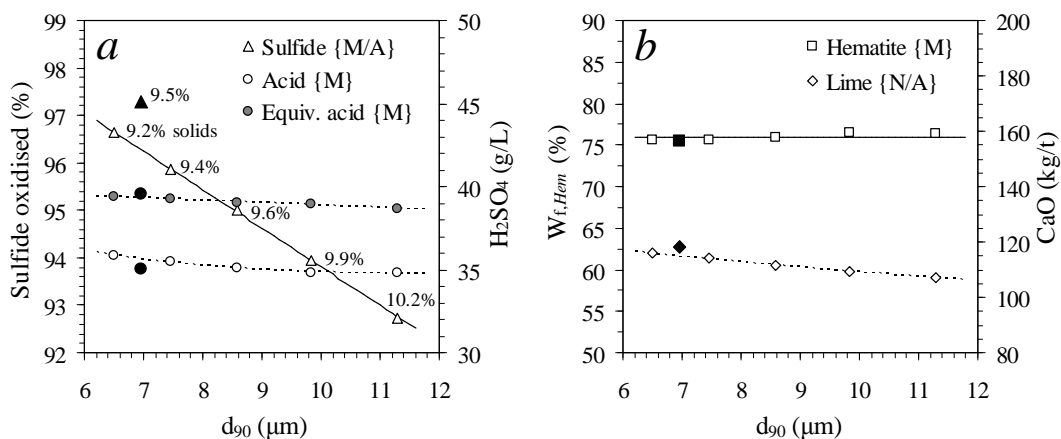 a
Sulfide {M/A}
Acid {M}
Equiv. acid {M}
9.5%
9.2% solids
9.4%
9.6%
9.9%
10.2%
Sulfide oxidised (%)
99
98
97
96
95
94
93
92
H₂SO₄ (g/L)
50
45
40
35
30
6 7 8 9 10 11 12
d₉₀ (μm)
b
Hematite {M}
Lime {N/A}
W_f,Hem (%)
90
85
80
75
70
65
60
55
50
CaO (kg/t)
200
180
160
140
120
100
80
6 7 8 9 10 11 12
d₉₀ (μm)